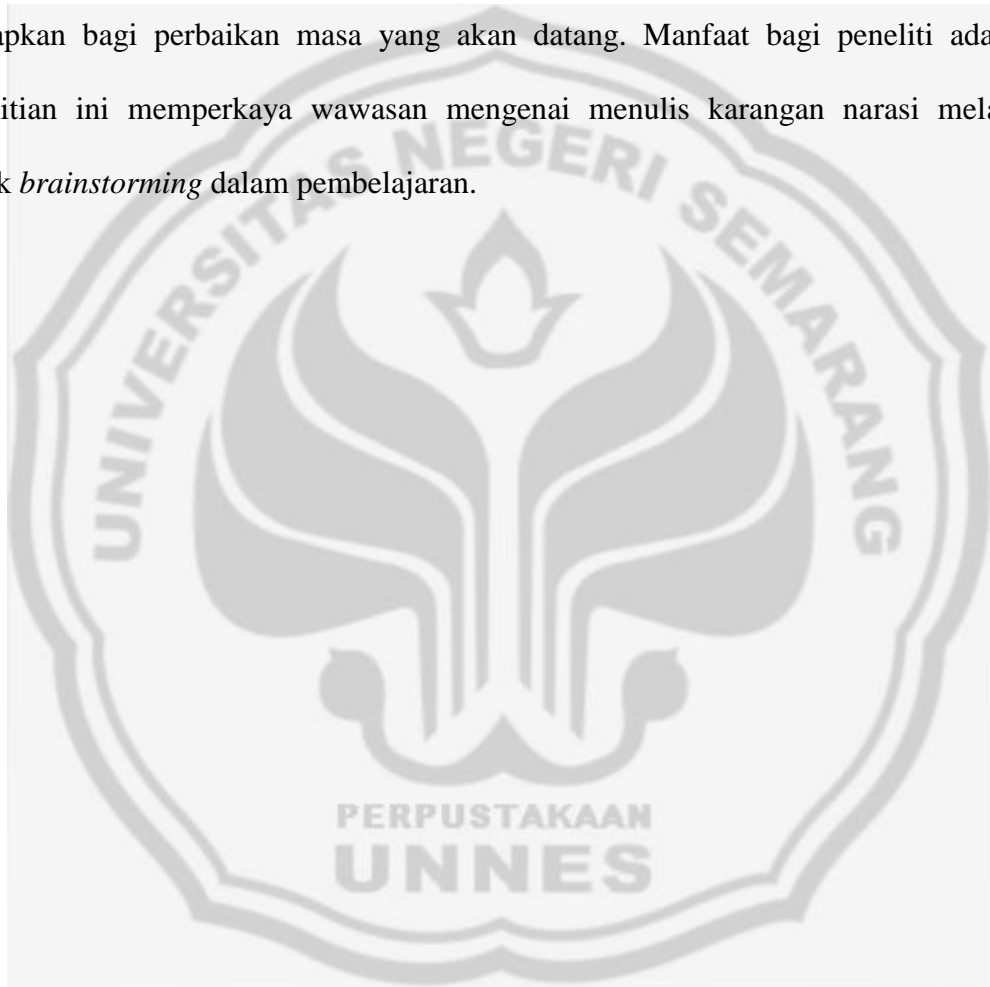 apkan bagi perbaikan masa yang akan datang. Manfaat bagi peneliti ada
itian ini memperkaya wawasan mengenai menulis karangan narasi mela
k brainstorming dalam pembelajaran.
UNIVERSITAS NEGERI SEMARANG
PERPUSTAKAAN
UNNES